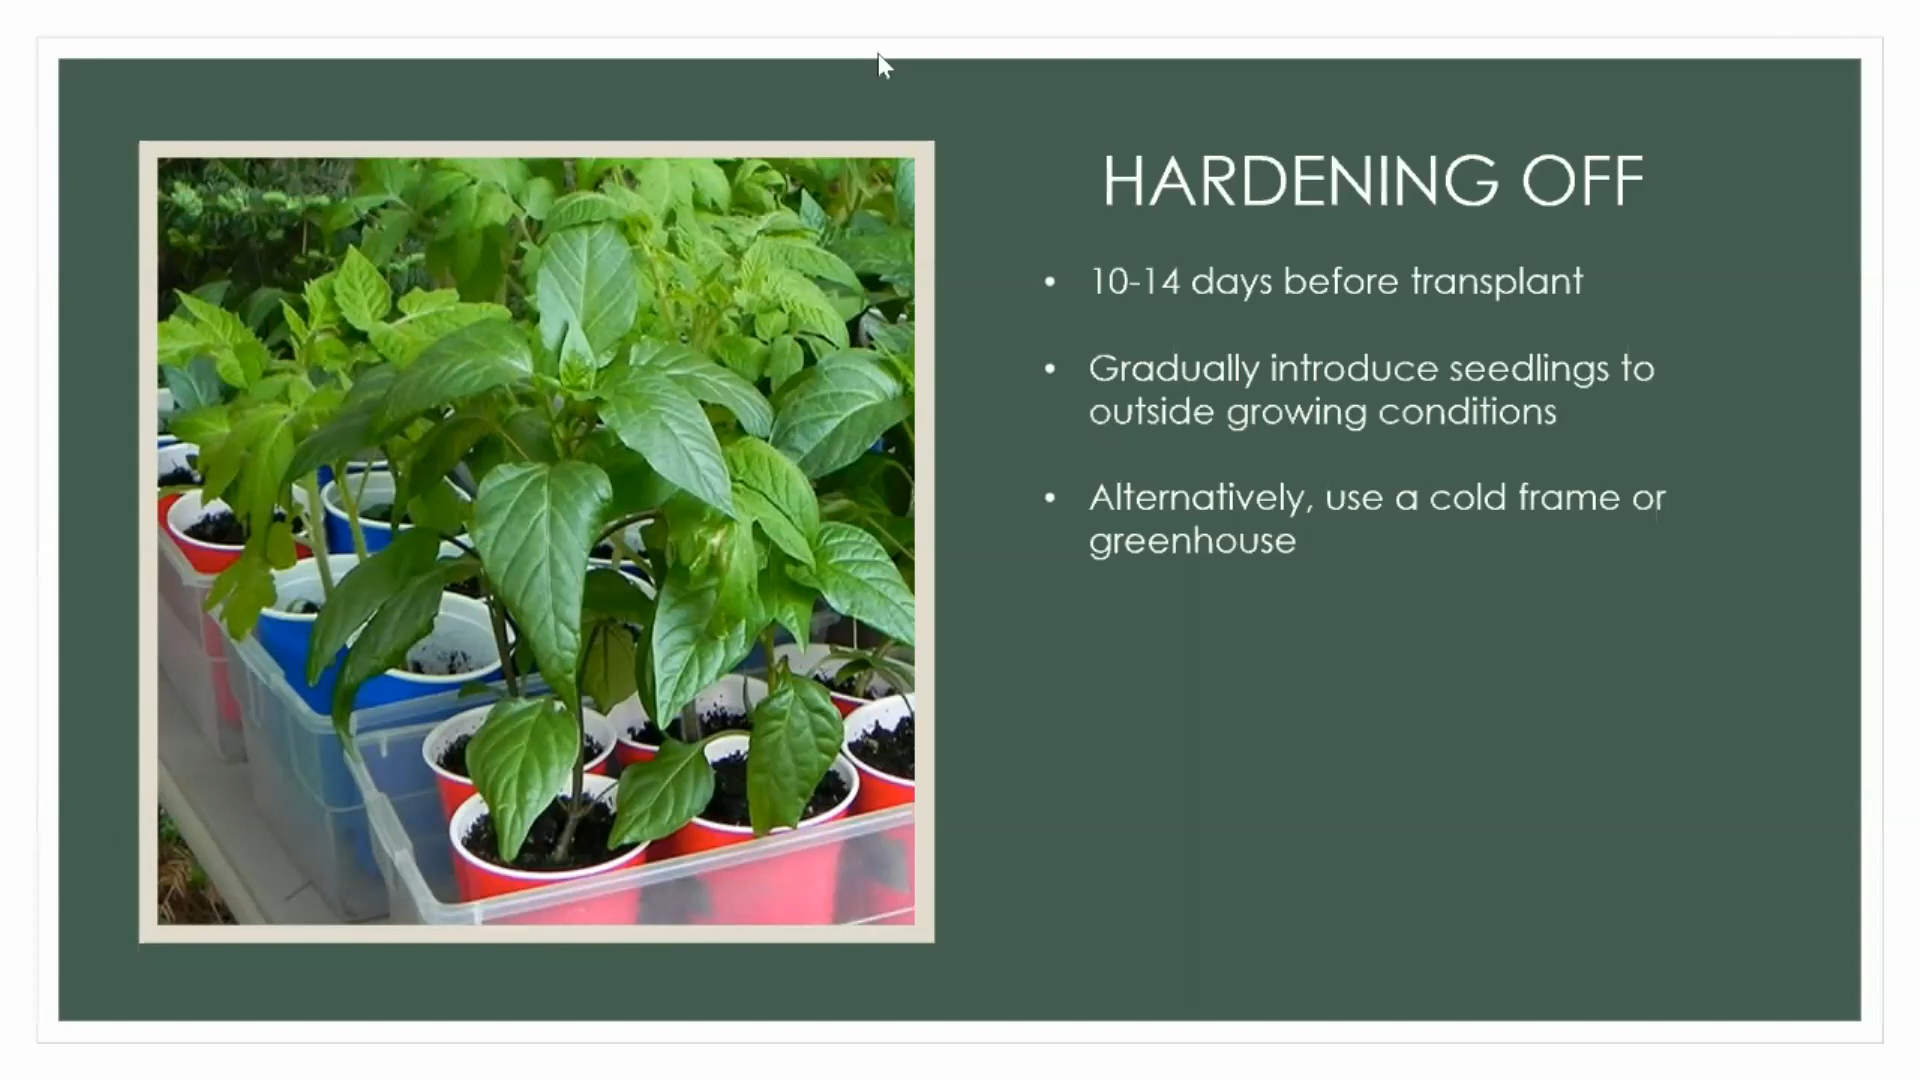 HARDENING OFF
• 10-14 days before transplant
• Gradually introduce seedlings to
outside growing conditions
• Alternatively, use a cold frame or
greenhouse